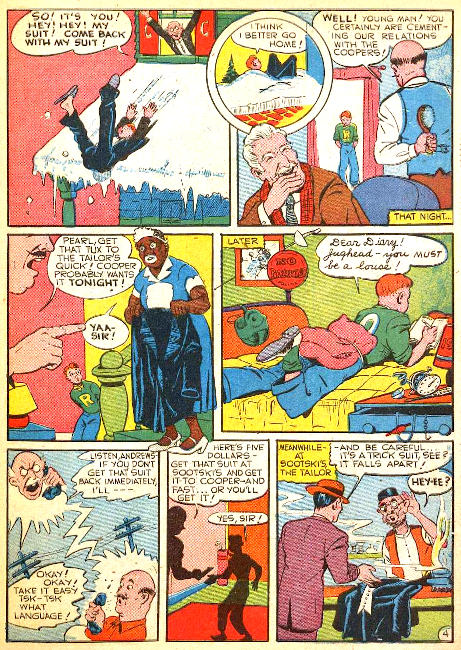 SO! IT'S YOU!
HEY! HEY! MY
SUIT! COME BACK
WITH MY SUIT!
I THINK
I BETTER GO
HOME!
WELL! YOUNG MAN! YOU
CERTAINLY ARE CEMENT-
ING OUR RELATIONS
WITH THE
COOPERS!
R
THAT NIGHT...
PEARL, GET
THAT TUX TO
THE TAILOR'S
QUICK! COOPER
PROBABLY WANTS
IT TONIGHT!
YAA-
SIR!
R
LATER
NO
Dear Diary!
Jughead - you MUST
be a louse!
LISTEN, ANDREWS-
IF YOU DON'T
GET THAT SUIT
BACK IMMEDIATELY,
I'LL---
OKAY!
OKAY!
TAKE IT EASY
TSK-TSK
WHAT
LANGUAGE!
HERE'S FIVE
DOLLARS-
GET THAT SUIT AT
SOOTSKI'S AND GET
IT TO COOPER-AND
FAST... OR YOU'LL
GET IT!
YES, SIR!
MEANWHILE-
AT
SOOTSKI'S
THE TAILOR
-AND BE CAREFUL.
IT'S A TRICK SUIT, SEE?
IT FALLS APART!
HEY-EE?
4